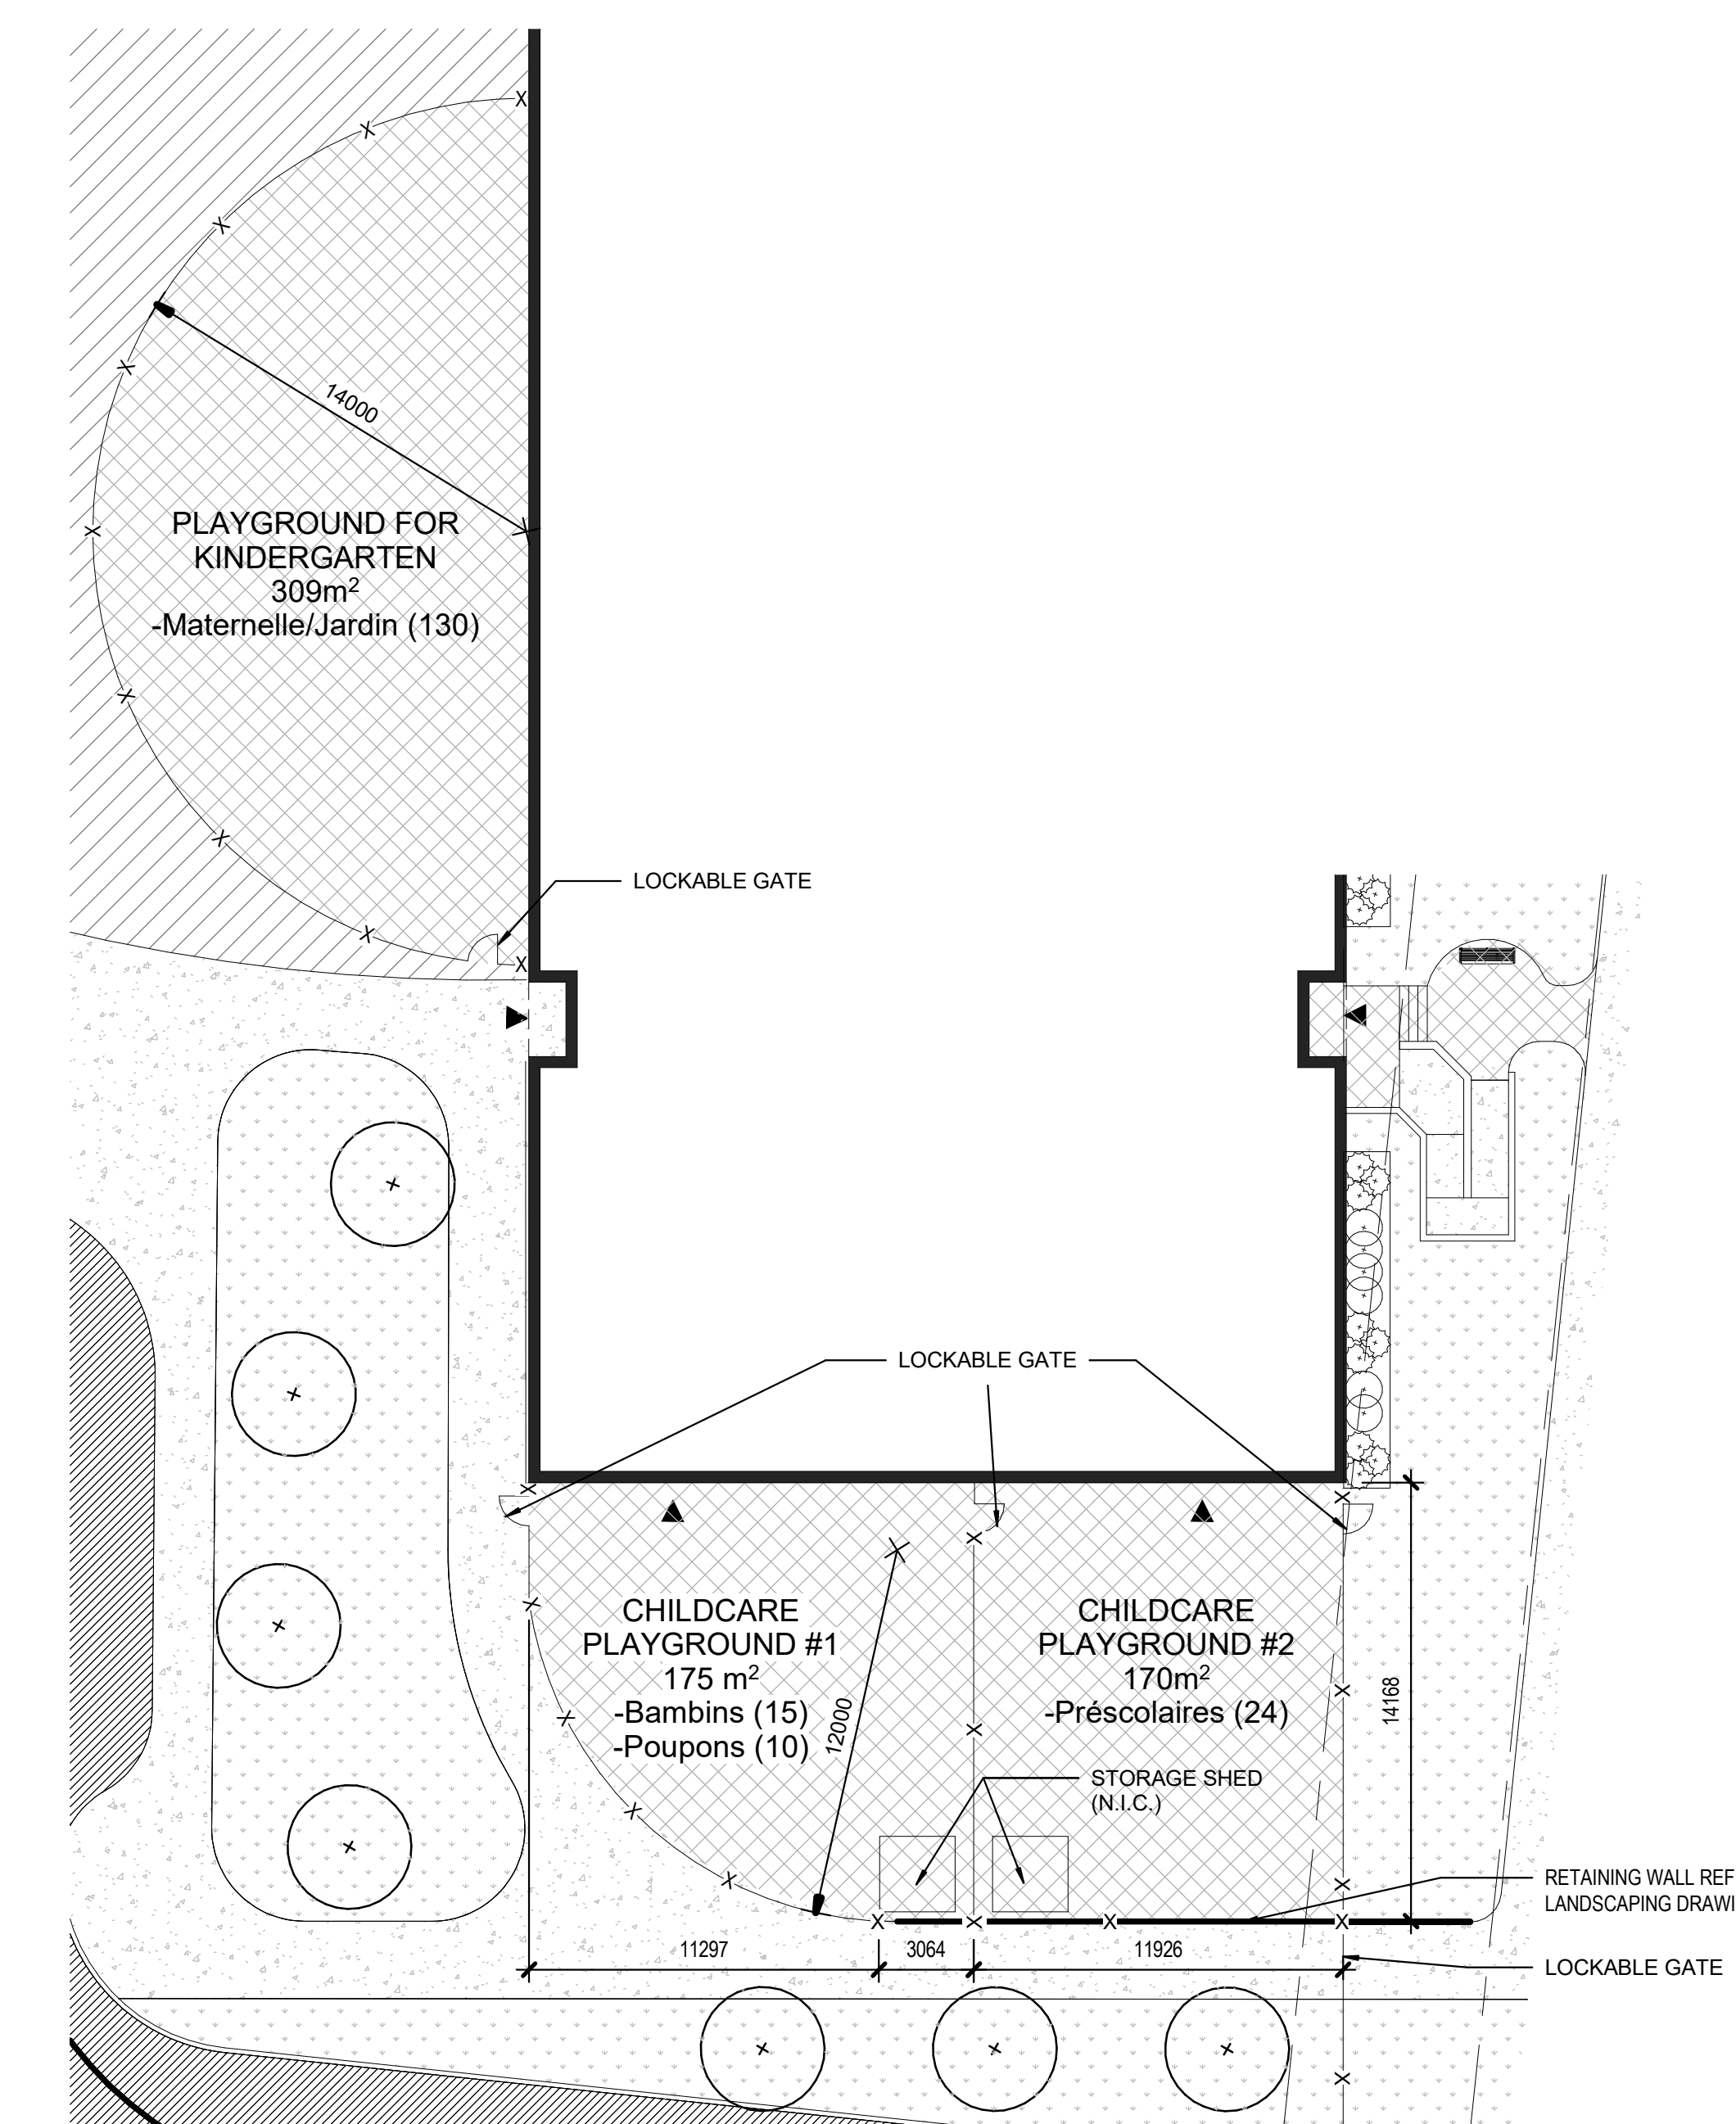 14000
PLAYGROUND FOR
KINDERGARTEN
309m²
-Maternelle/Jardin (130)
LOCKABLE GATE
LOCKABLE GATE
CHILDCARE
PLAYGROUND #1
175 m²
-Bambins (15)
-Poupons (10)
12000
CHILDCARE
PLAYGROUND #2
170m²
-Préscolaires (24)
14168
STORAGE SHED
(N.I.C.)
RETAINING WALL REF
LANDSCAPING DRAWI
11297
3064
11926
LOCKABLE GATE